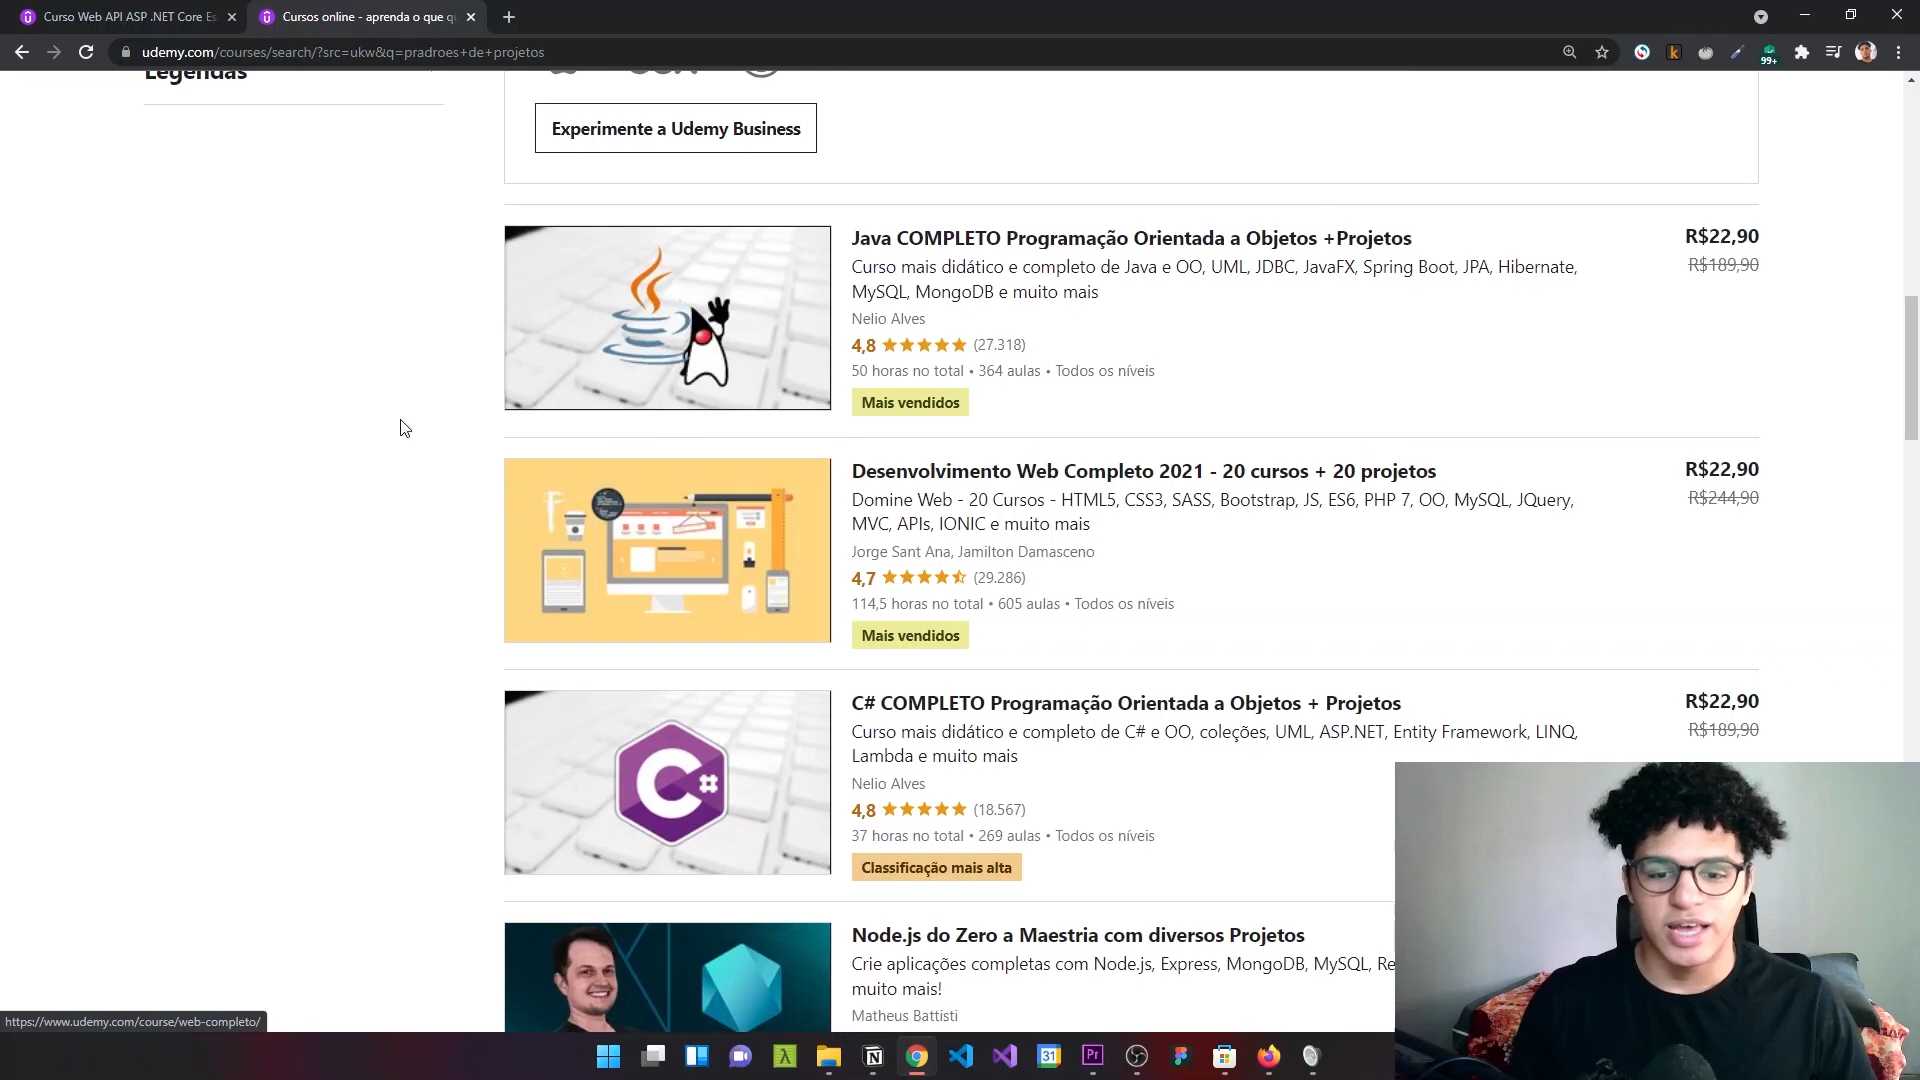 Curso Web API ASP .NET Core Es
Cursos online - aprenda o que qu
udemy.com/courses/search/?src=ukw&q=pradroes+de+projetos
99+
Legendas
Experimente a Udemy Business
Java COMPLETO Programação Orientada a Objetos +Projetos
R$22,90
Curso mais didático e completo de Java e OO, UML, JDBC, JavaFX, Spring Boot, JPA, Hibernate,
R$189,90
MySQL, MongoDB e muito mais
Nelio Alves
4,8 (27.318)
50 horas no total • 364 aulas • Todos os níveis
Mais vendidos
Desenvolvimento Web Completo 2021 - 20 cursos + 20 projetos
R$22,90
Domine Web - 20 Cursos - HTML5, CSS3, SASS, Bootstrap, JS, ES6, PHP 7, OO, MySQL, JQuery,
R$244,90
MVC, APIs, IONIC e muito mais
Jorge Sant Ana, Jamilton Damasceno
4,7 (29.286)
114,5 horas no total • 605 aulas • Todos os níveis
Mais vendidos
C# COMPLETO Programação Orientada a Objetos + Projetos
R$22,90
Curso mais didático e completo de C# e OO, coleções, UML, ASP.NET, Entity Framework, LINQ,
R$189,90
Lambda e muito mais
Nelio Alves
4,8 (18.567)
37 horas no total • 269 aulas • Todos os níveis
Classificação mais alta
C#
Node.js do Zero a Maestria com diversos Projetos
Crie aplicações completas com Node.js, Express, MongoDB, MySQL, Re
muito mais!
Matheus Battisti
https://www.udemy.com/course/web-completo/
31
Pr